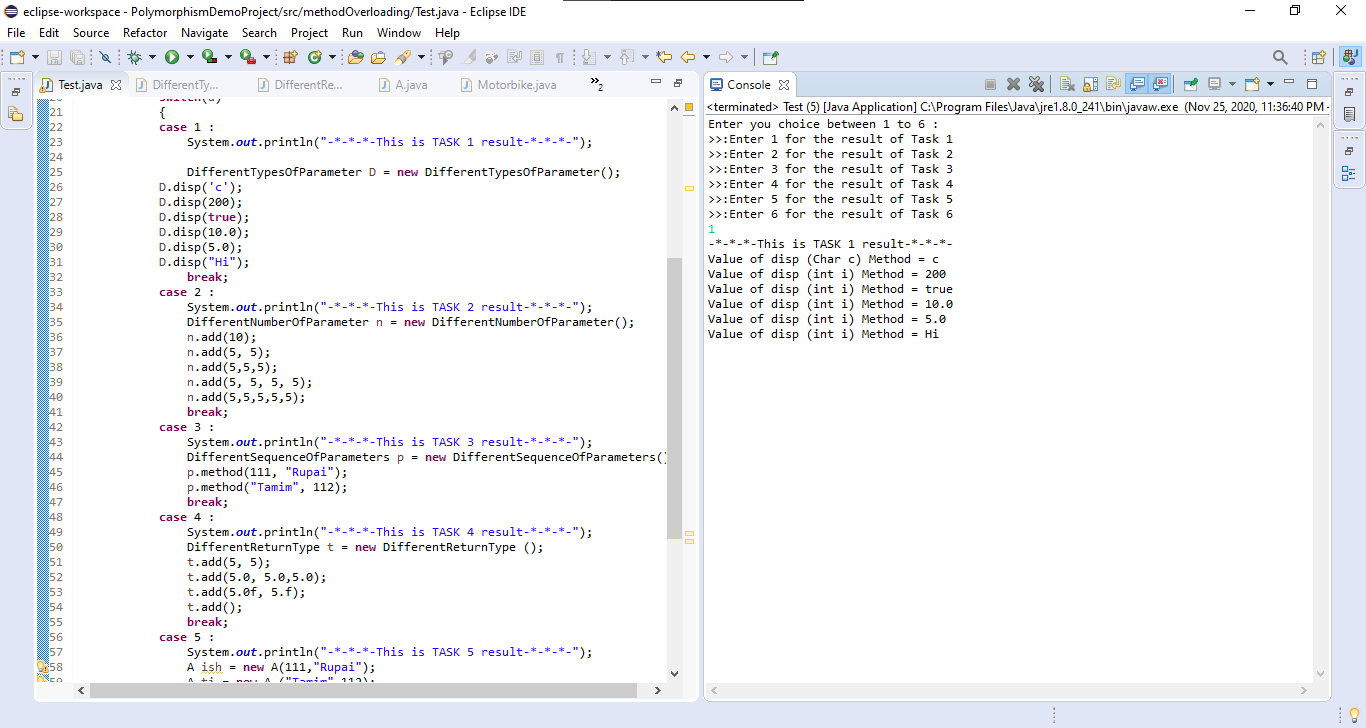 eclipse-workspace - PolymorphismDemoProject/src/methodOverloading/Test.java - Eclipse IDE
File Edit Source Refactor Navigate Search Project Run Window Help
Test.java DifferentTy... DifferentRe... A.java Motorbike.java »2
switch(a)
21 {
22 case 1 :
23 System.out.println("-*-*-*-This is TASK 1 result-*-*-*-");
24
25 DifferentTypesOfParameter D = new DifferentTypesOfParameter();
26 D.disp('c');
27 D.disp(200);
28 D.disp(true);
29 D.disp(10.0);
30 D.disp(5.0);
31 D.disp("Hi");
32 break;
33 case 2 :
34 System.out.println("-*-*-*-This is TASK 2 result-*-*-*-");
35 DifferentNumberOfParameter n = new DifferentNumberOfParameter();
36 n.add(10);
37 n.add(5, 5);
38 n.add(5,5,5);
39 n.add(5, 5, 5, 5);
40 n.add(5,5,5,5,5);
41 break;
42 case 3 :
43 System.out.println("-*-*-*-This is TASK 3 result-*-*-*-");
44 DifferentSequenceOfParameters p = new DifferentSequenceOfParameters(
45 p.method(111, "Rupai");
46 p.method("Tamim", 112);
47 break;
48 case 4 :
49 System.out.println("-*-*-*-This is TASK 4 result-*-*-*-");
50 DifferentReturnType t = new DifferentReturnType ();
51 t.add(5, 5);
52 t.add(5.0, 5.0,5.0);
53 t.add(5.0f, 5.f);
54 t.add();
55 break;
56 case 5 :
57 System.out.println("-*-*-*-This is TASK 5 result-*-*-*-");
58 A ish = new A(111,"Rupai");
59 A ti = new A ("Tamim",112);
Console
<terminated> Test (5) [Java Application] C:\Program Files\Java\jre1.8.0_241\bin\javaw.exe (Nov 25, 2020, 11:36:40 PM -
Enter you choice between 1 to 6 :
>>:Enter 1 for the result of Task 1
>>:Enter 2 for the result of Task 2
>>:Enter 3 for the result of Task 3
>>:Enter 4 for the result of Task 4
>>:Enter 5 for the result of Task 5
>>:Enter 6 for the result of Task 6
1
-*-*-*-This is TASK 1 result-*-*-*-
Value of disp (Char c) Method = c
Value of disp (int i) Method = 200
Value of disp (int i) Method = true
Value of disp (int i) Method = 10.0
Value of disp (int i) Method = 5.0
Value of disp (int i) Method = Hi